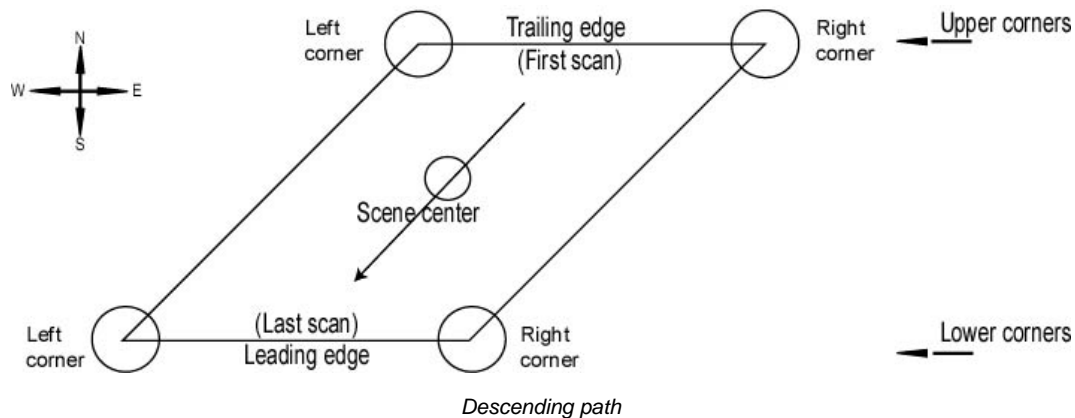 Left
corner
Trailing edge
(First scan)
Right
corner
Upper corners
N
W
E
S
Scene center
Left
corner
(Last scan)
Leading edge
Right
corner
Lower corners
Descending path